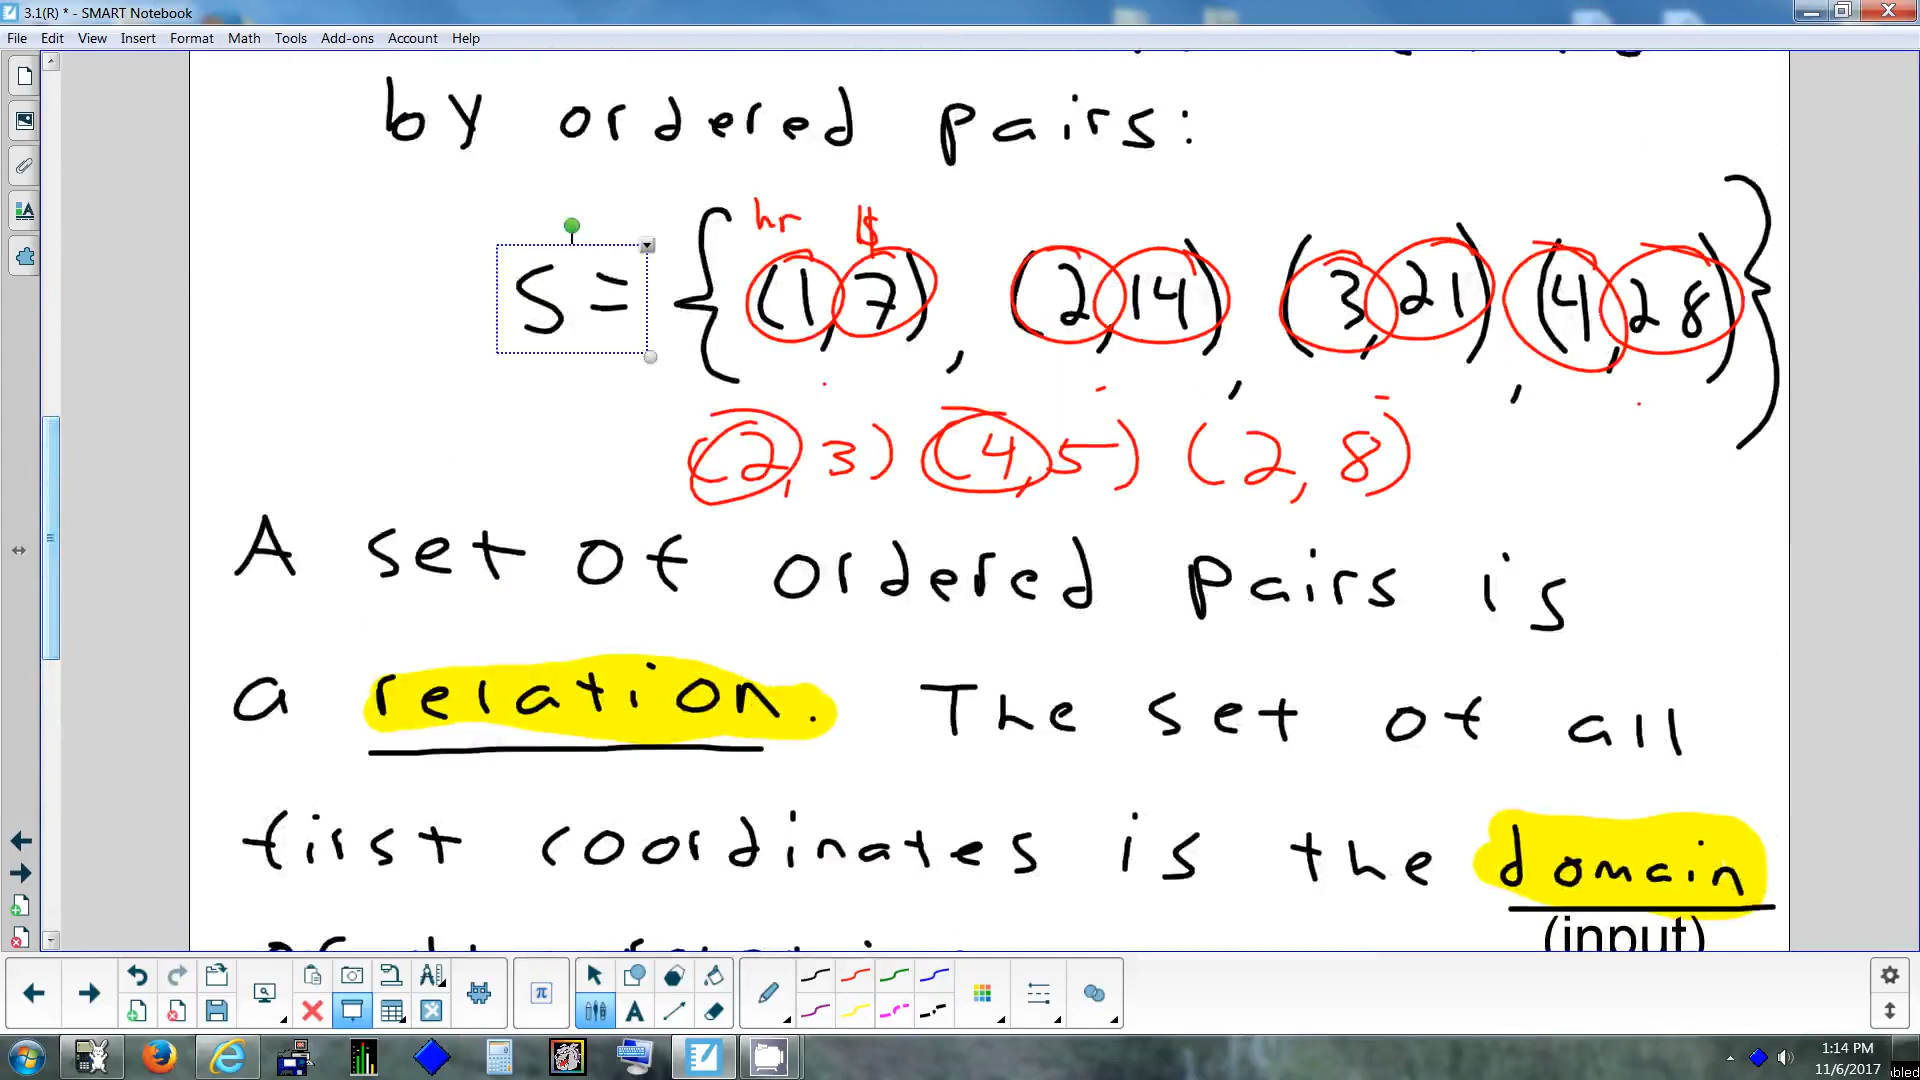 3.1(R) * - SMART Notebook
File Edit View Insert Format Math Tools Add-ons Account Help
by ordered pairs:
hr $
S = {(1,7), (2,14), (3,21), (4,28)}
(2,3) (4,5) (2,8)
A set of ordered pairs is
a relation. The set of all
first coordinates is the domain
(input)
1:14 PM
11/6/2017
bled